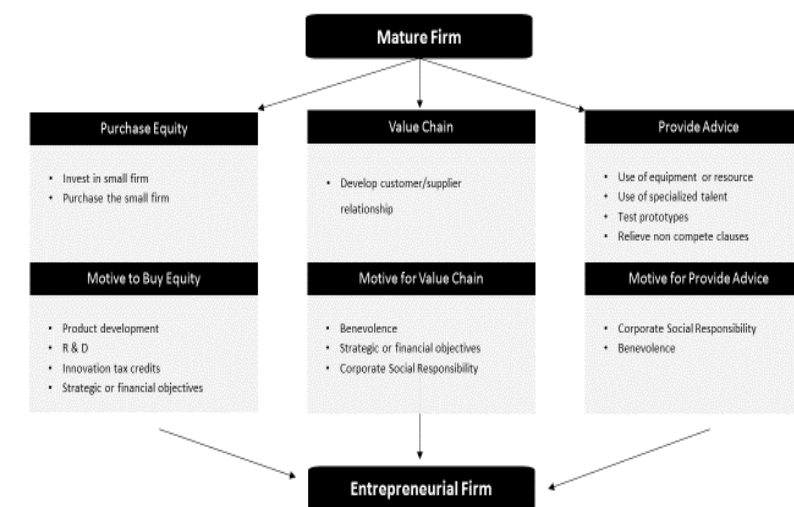 Mature Firm
Purchase Equity
• Invest in small firm
• Purchase the small firm
Motive to Buy Equity
• Product development
• R & D
• Innovation tax credits
• Strategic or financial objectives
Value Chain
• Develop customer/supplier
relationship
Motive for Value Chain
• Benevolence
• Strategic or financial objectives
• Corporate Social Responsibility
Provide Advice
• Use of equipment or resource
• Use of specialized talent
• Test prototypes
• Relieve non compete clauses
Motive for Provide Advice
• Corporate Social Responsibility
• Benevolence
Entrepreneurial Firm